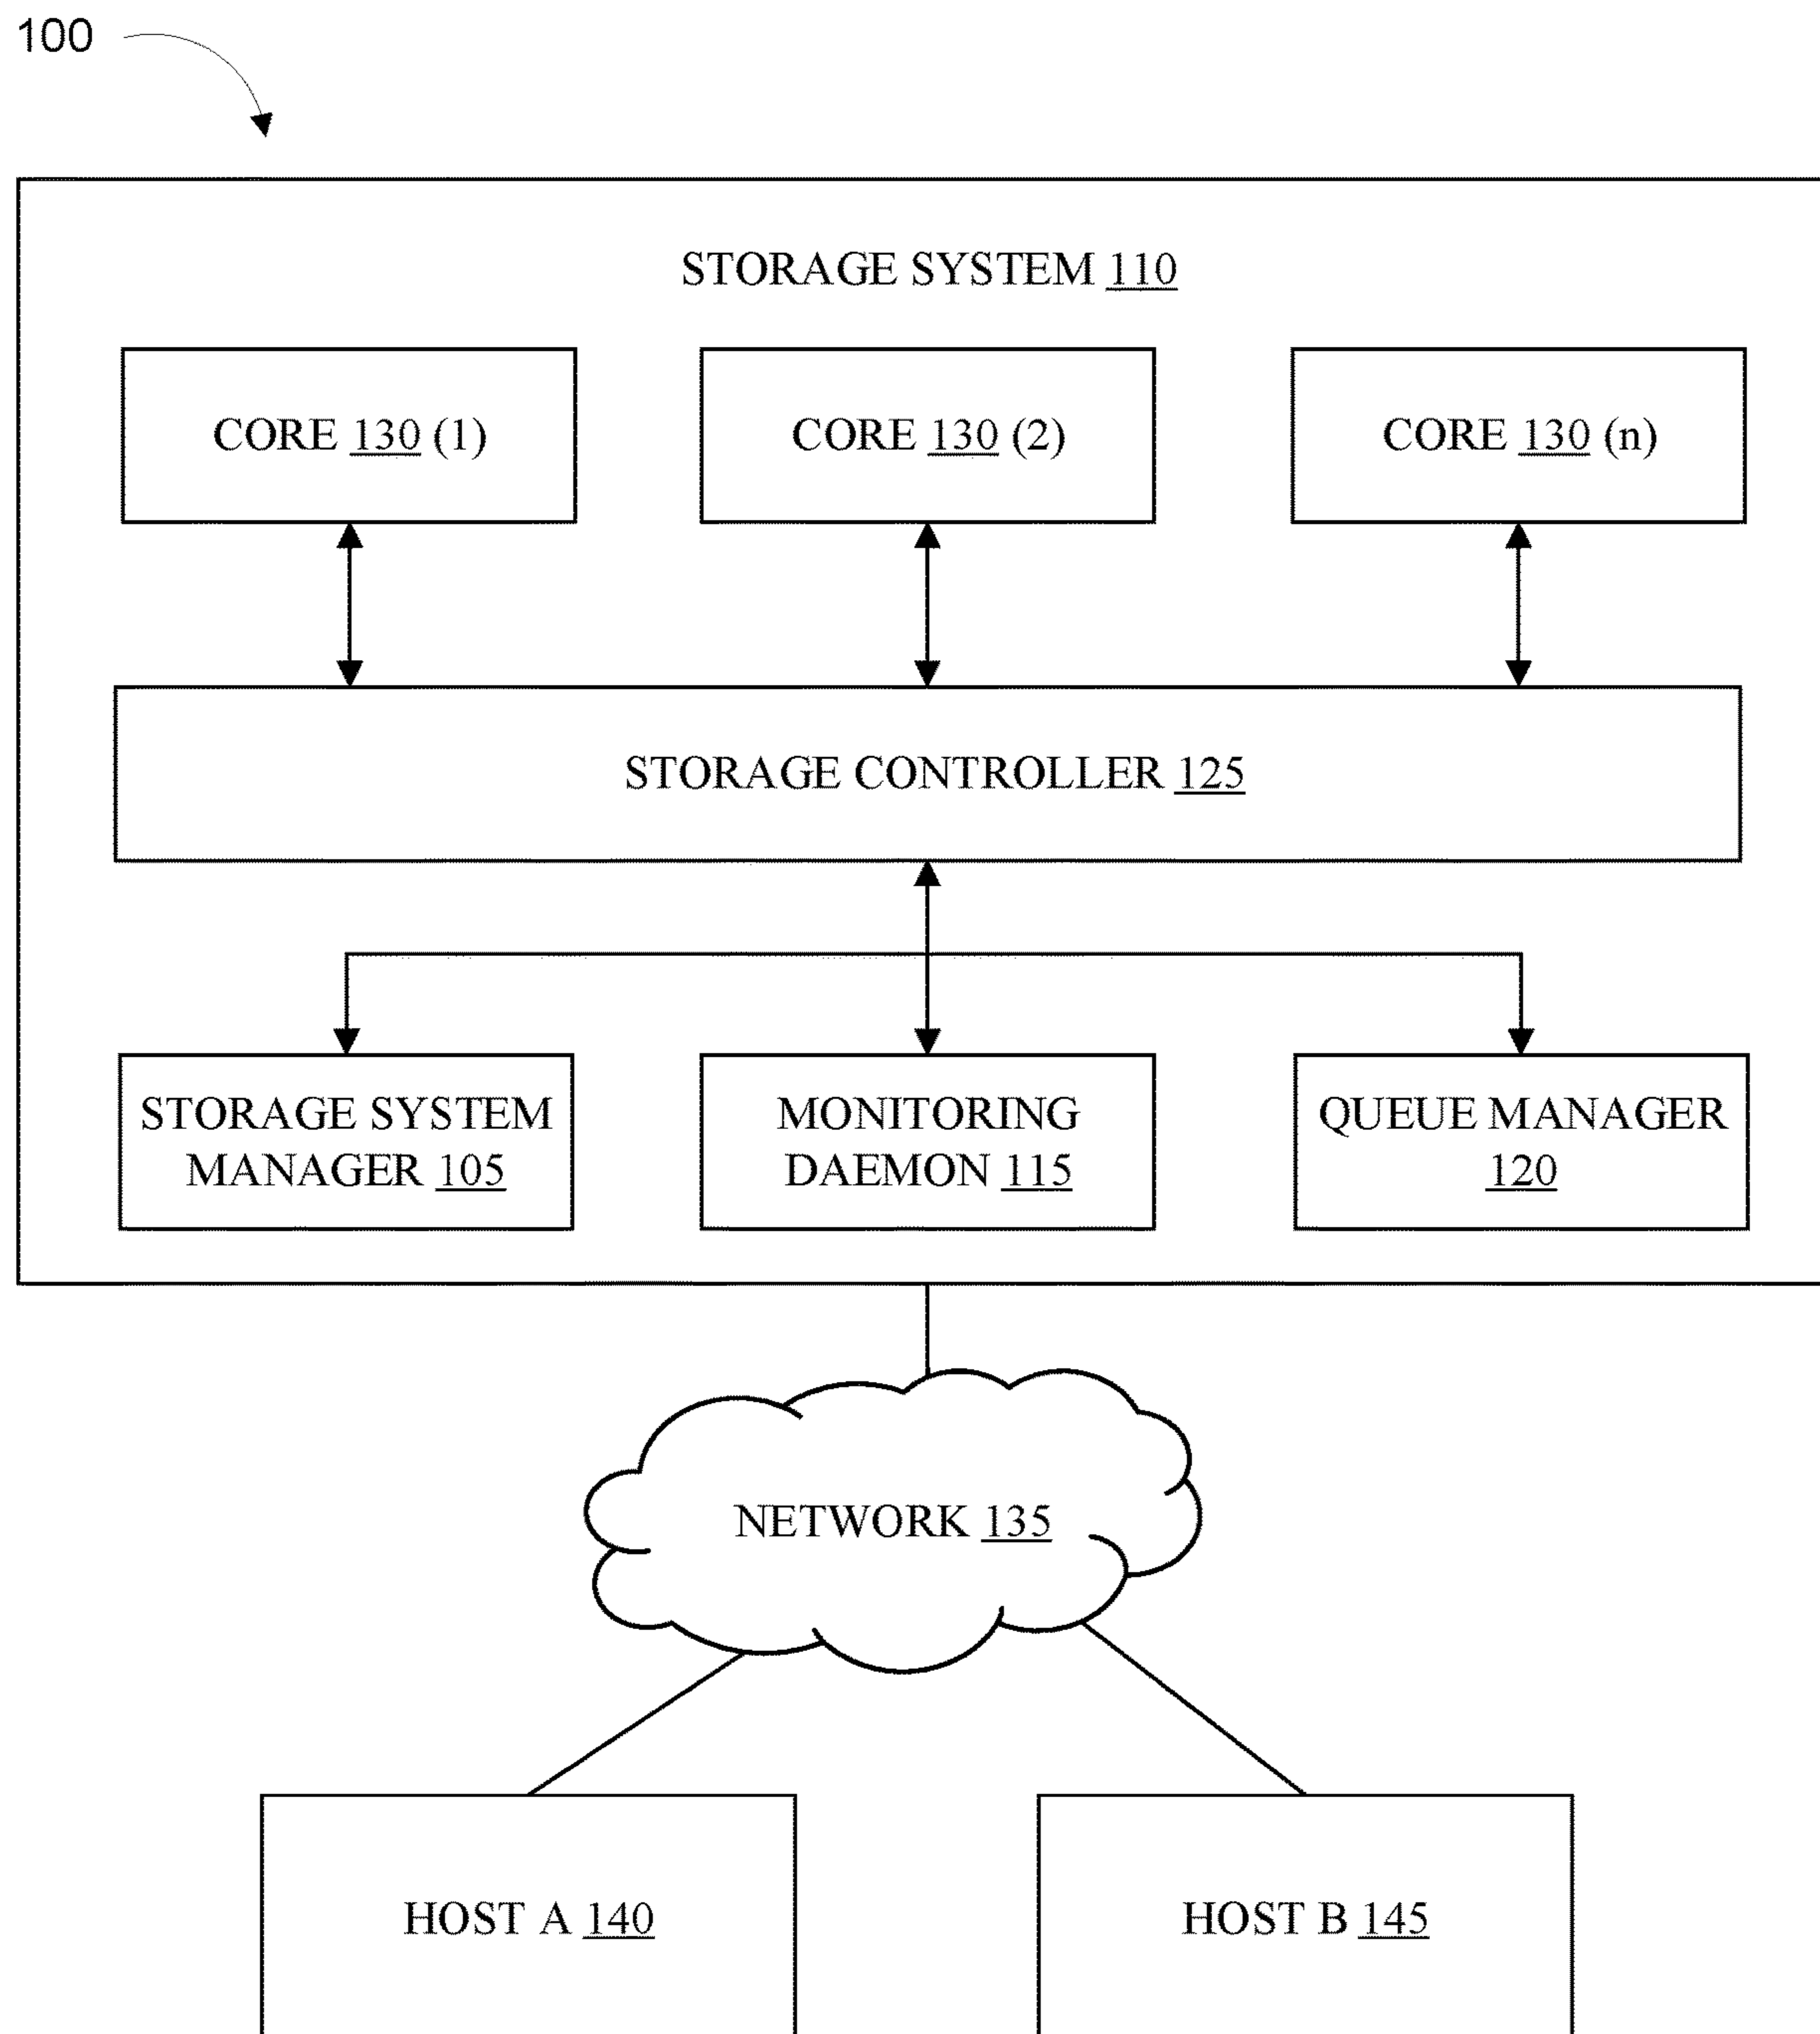 100
STORAGE SYSTEM 110
CORE 130 (1)
CORE 130 (2)
CORE 130 (n)
STORAGE CONTROLLER 125
STORAGE SYSTEM
MANAGER 105
MONITORING
DAEMON 115
QUEUE MANAGER
120
NETWORK 135
HOST A 140
HOST B 145